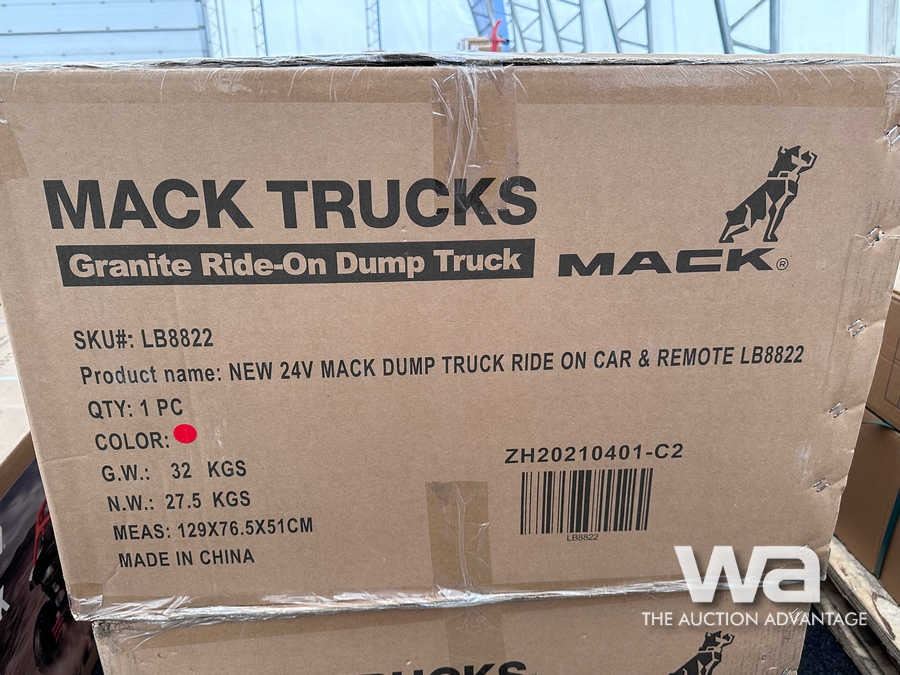 MACK TRUCKS
Granite Ride-On Dump Truck
MACK®
SKU#: LB8822
Product name: NEW 24V MACK DUMP TRUCK RIDE ON CAR & REMOTE LB8822
QTY: 1 PC
COLOR:
G.W.: 32 KGS
N.W.: 27.5 KGS
MEAS: 129X76.5X51CM
MADE IN CHINA
ZH20210401-C2
LB8822
wa
THE AUCTION ADVANTAGE
TRUCKS